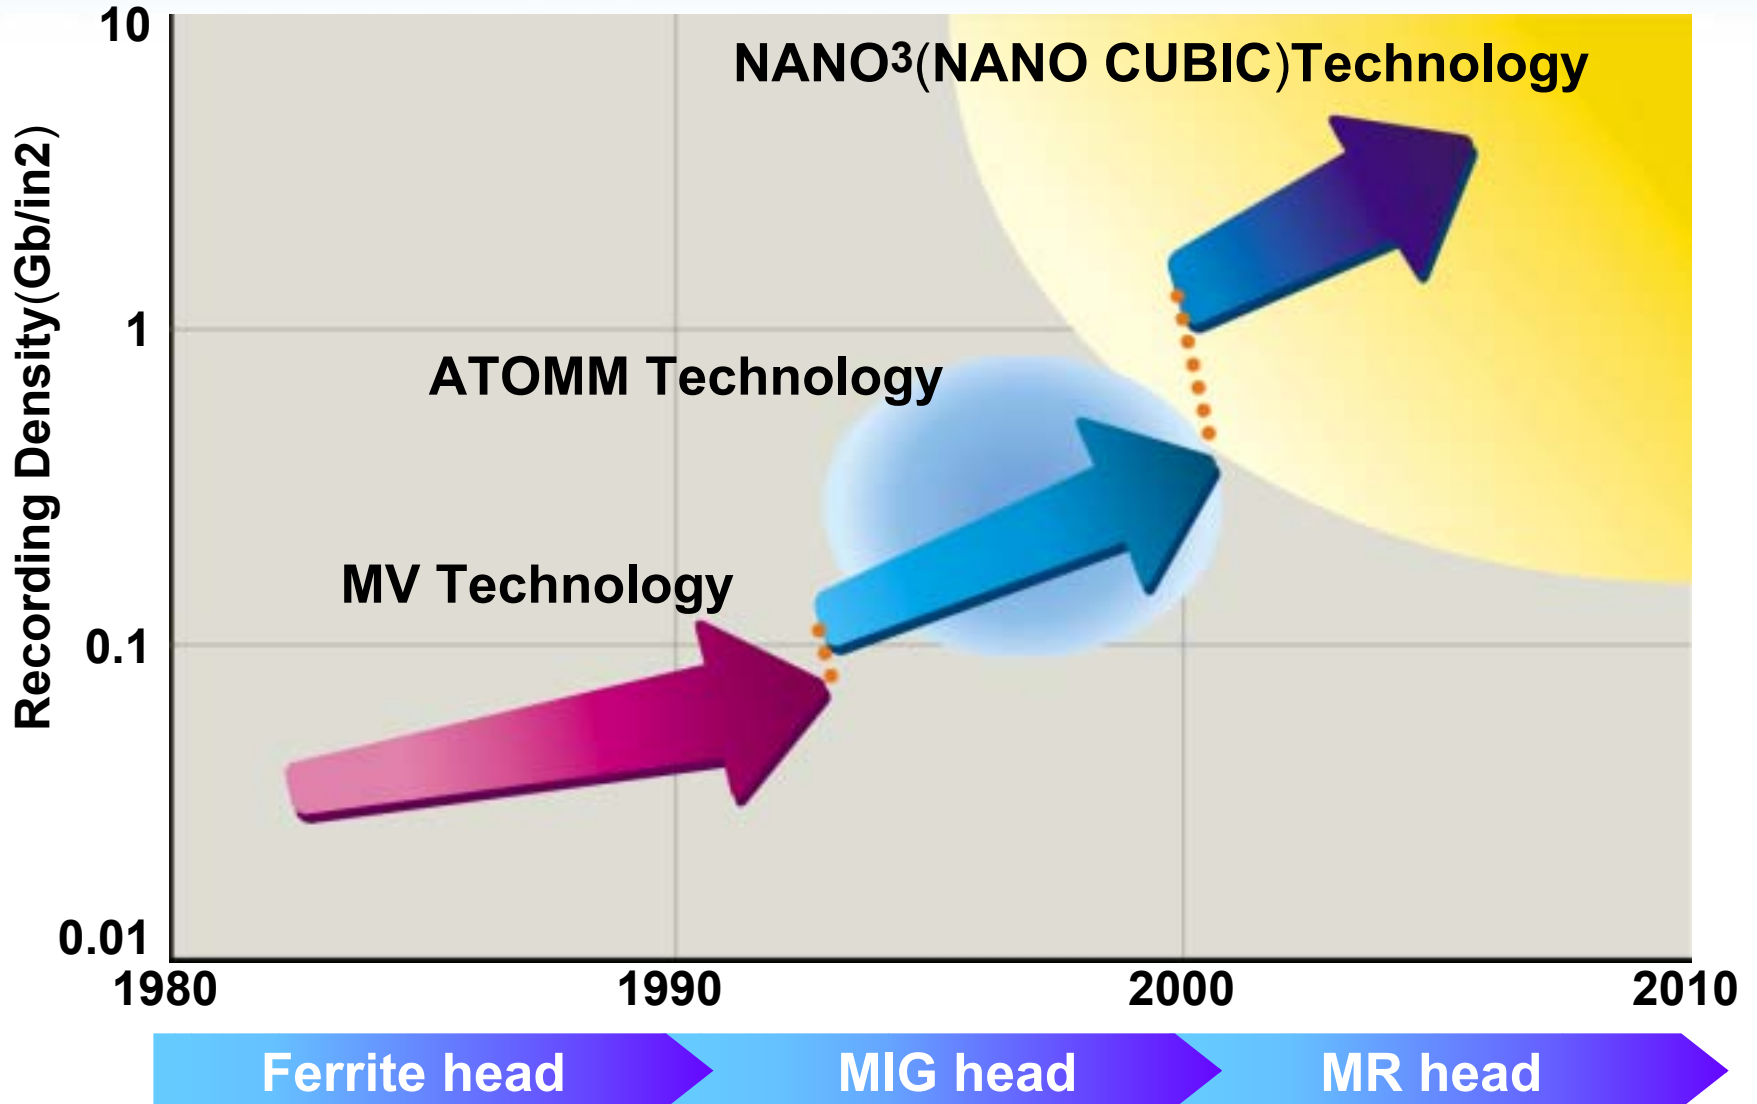 Recording Density(Gb/in2)
10
1
0.1
0.01
NANO³(NANO CUBIC)Technology
ATOMM Technology
MV Technology
1980 1990 2000 2010
Ferrite head MIG head MR head